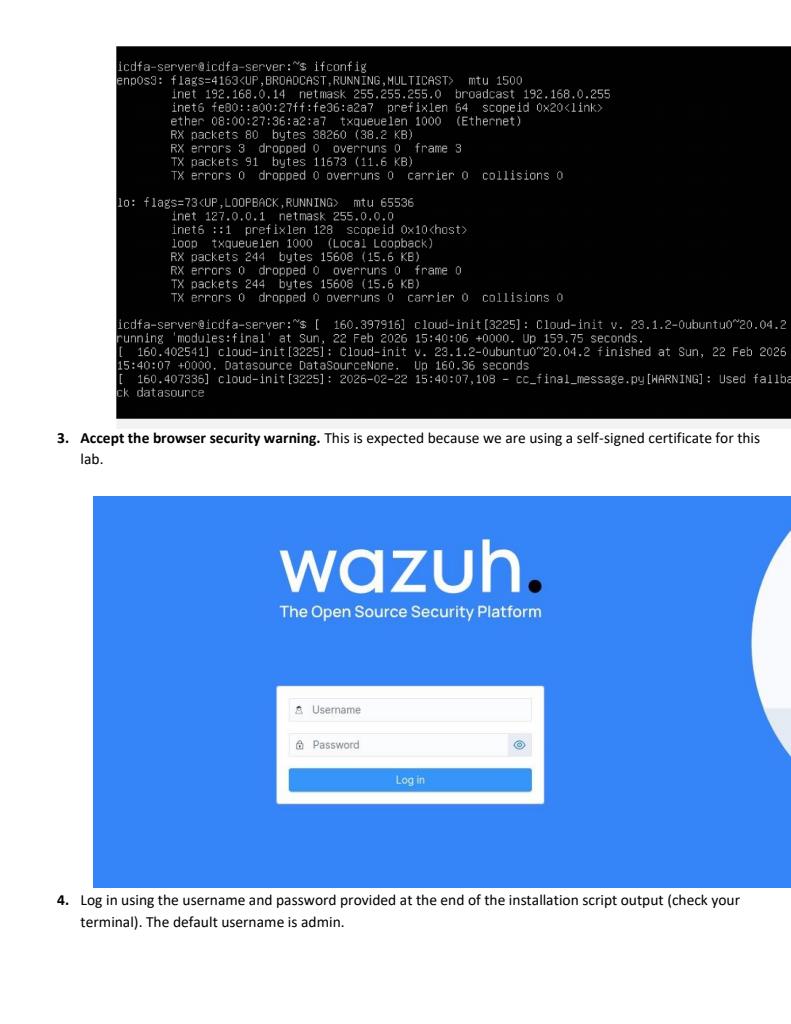 icdfa-server@icdfa-server:~$ ifconfig
enp0s3: flags=4163<UP,BROADCAST,RUNNING,MULTICAST>  mtu 1500
        inet 192.168.0.14  netmask 255.255.255.0  broadcast 192.168.0.255
        inet6 fe80::a00:27ff:fe36:a2a7  prefixlen 64  scopeid 0x20<link>
        ether 08:00:27:36:a2:a7  txqueuelen 1000  (Ethernet)
        RX packets 80  bytes 38260 (38.2 KB)
        RX errors 3  dropped 0  overruns 0  frame 3
        TX packets 91  bytes 11673 (11.6 KB)
        TX errors 0  dropped 0 overruns 0  carrier 0  collisions 0
lo: flags=73<UP,LOOPBACK,RUNNING>  mtu 65536
        inet 127.0.0.1  netmask 255.0.0.0
        inet6 ::1  prefixlen 128  scopeid 0x10<host>
        loop  txqueuelen 1000  (Local Loopback)
        RX packets 244  bytes 15608 (15.6 KB)
        RX errors 0  dropped 0  overruns 0  frame 0
        TX packets 244  bytes 15608 (15.6 KB)
        TX errors 0  dropped 0 overruns 0  carrier 0  collisions 0
icdfa-server@icdfa-server:~$ [  160.397916] cloud-init[3225]: Cloud-init v. 23.1.2-0ubuntu0~20.04.2
running 'modules:final' at Sun, 22 Feb 2026 15:40:06 +0000. Up 159.75 seconds.
[  160.402541] cloud-init[3225]: Cloud-init v. 23.1.2-0ubuntu0~20.04.2 finished at Sun, 22 Feb 2026
15:40:07 +0000. Datasource DataSourceNone.  Up 160.36 seconds
[  160.407336] cloud-init[3225]: 2026-02-22 15:40:07,108 - cc_final_message.py[WARNING]: Used fallba
ck datasource
3. Accept the browser security warning. This is expected because we are using a self-signed certificate for this
lab.
wazuh.
The Open Source Security Platform
Username
Password
Log in
4. Log in using the username and password provided at the end of the installation script output (check your
terminal). The default username is admin.